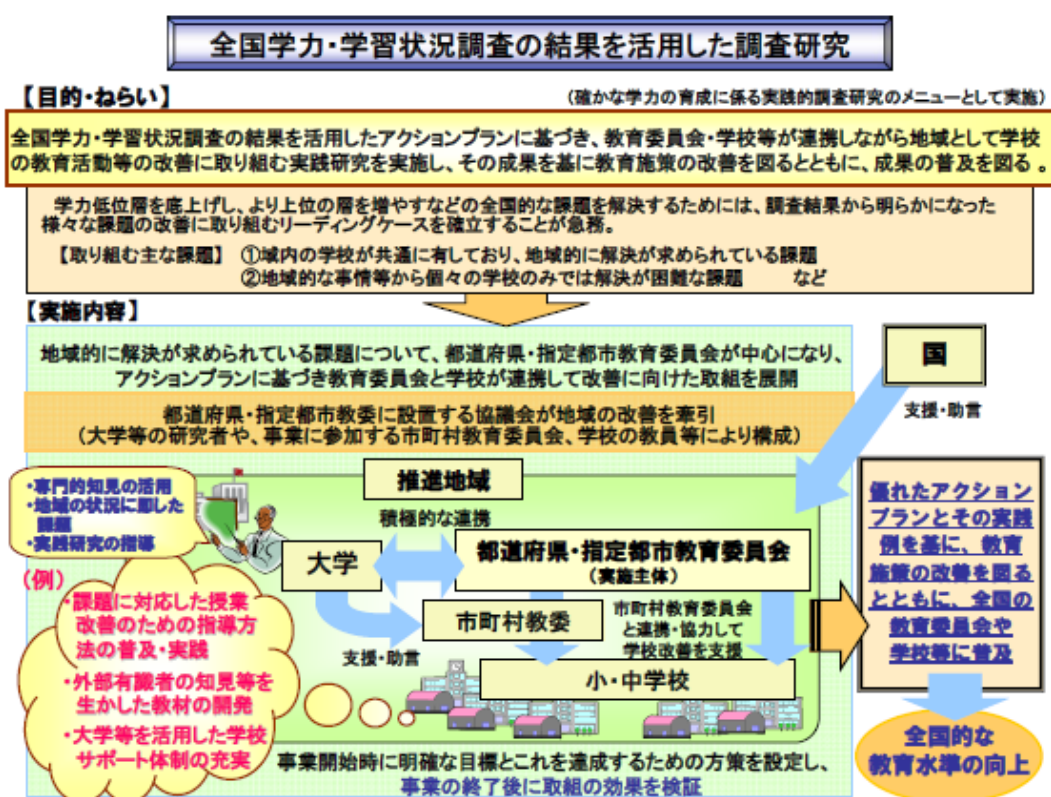 全国学力・学習状況調査の結果を活用した調査研究
【目的・ねらい】
（確かな学力の育成に係る実践的調査研究のメニューとして実施）
全国学力・学習状況調査の結果を活用したアクションプランに基づき、教育委員会・学校等が連携しながら地域として学校
の教育活動等の改善に取り組む実践研究を実施し、その成果を基に教育施策の改善を図るとともに、成果の普及を図る 。
学力低位層を底上げし、より上位の層を増やすなどの全国的な課題を解決するためには、調査結果から明らかになった
様々な課題の改善に取り組むリーディングケースを確立することが急務。
【取り組む主な課題】 ①域内の学校が共通に有しており、地域的に解決が求められている課題
②地域的な事情等から個々の学校のみでは解決が困難な課題 など
【実施内容】
地域的に解決が求められている課題について、都道府県・指定都市教育委員会が中心になり、
アクションプランに基づき教育委員会と学校が連携して改善に向けた取組を展開
国
支援・助言
都道府県・指定都市教委に設置する協議会が地域の改善を牽引
（大学等の研究者や、事業に参加する市町村教育委員会、学校の教員等により構成）
・専門的知見の活用
・地域の状況に即した
課題
・実践研究の指導
推進地域
積極的な連携
大学
都道府県・指定都市教育委員会
（実施主体）
市町村教委
市町村教育委員会
と連携・協力して
学校改善を支援
支援・助言
小・中学校
（例）
・課題に対応した授業
改善のための指導方
法の普及・実践
・外部有識者の知見等を
生かした教材の開発
・大学等を活用した学校
サポート体制の充実
事業開始時に明確な目標とこれを達成するための方策を設定し、
事業の終了後に取組の効果を検証
優れたアクション
プランとその実践
例を基に、教育
施策の改善を図る
とともに、全国の
教育委員会や
学校等に普及
全国的な
教育水準の向上